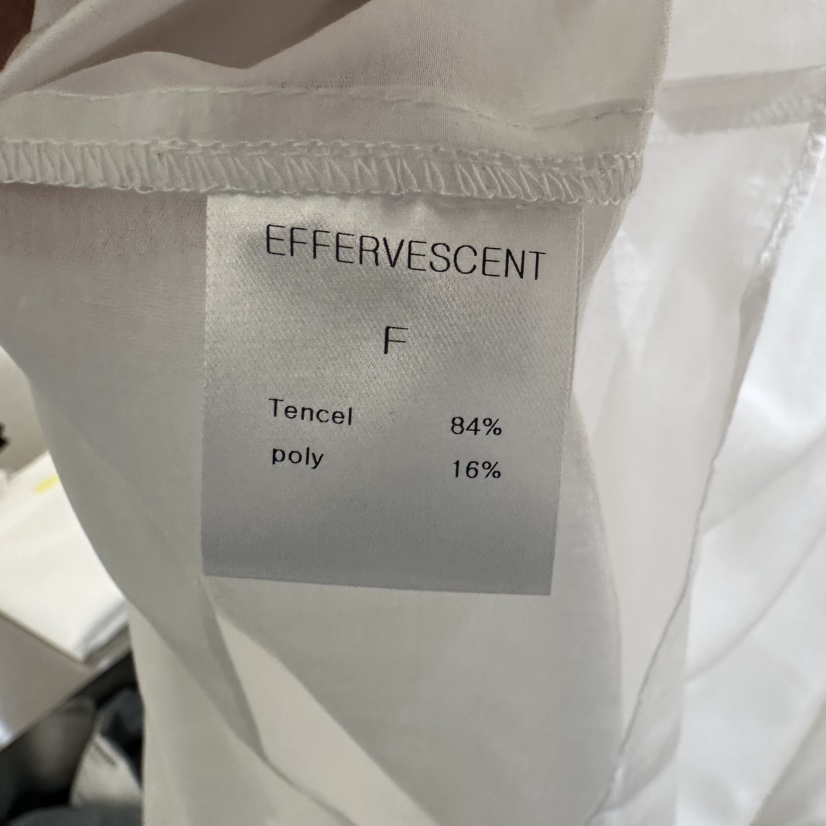 EFFERVESCENT
F
Tencel 84%
poly 16%